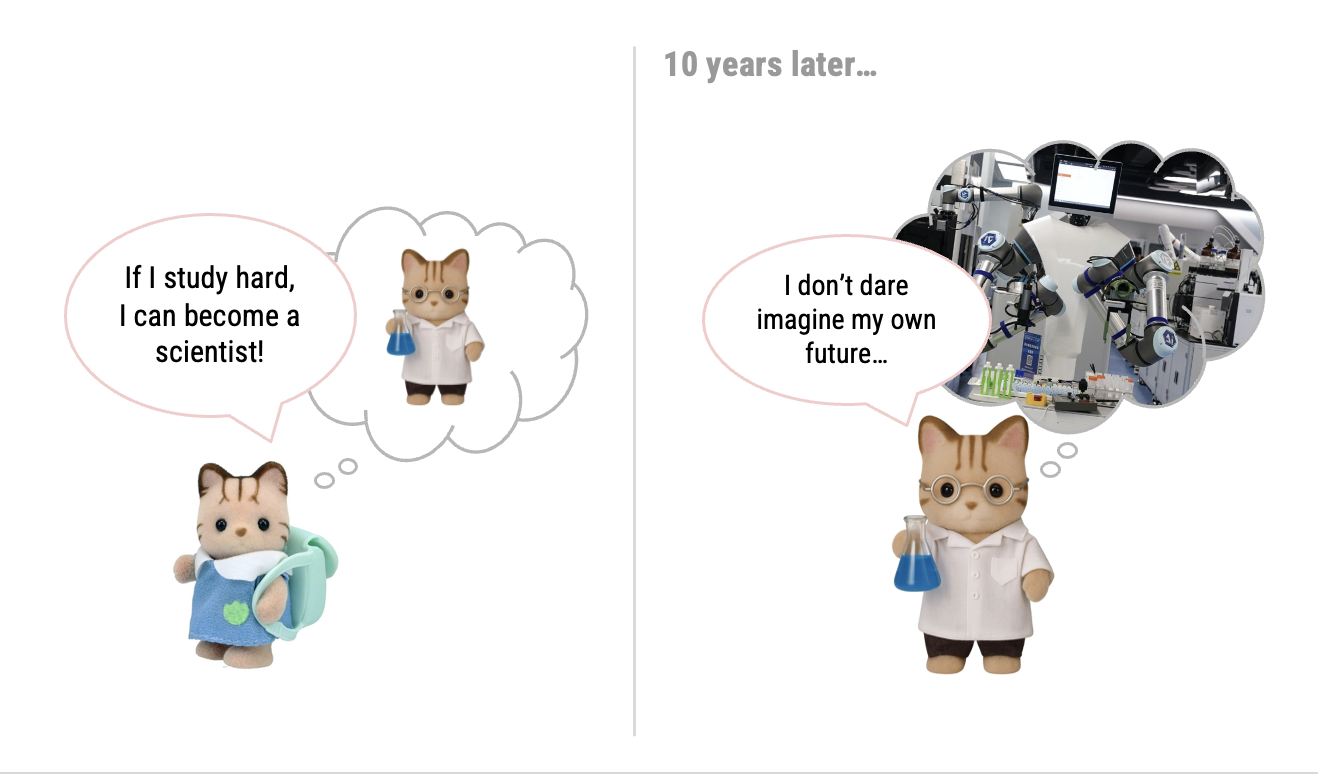 If I study hard,
I can become a
scientist!
10 years later…
I don’t dare
imagine my own
future…